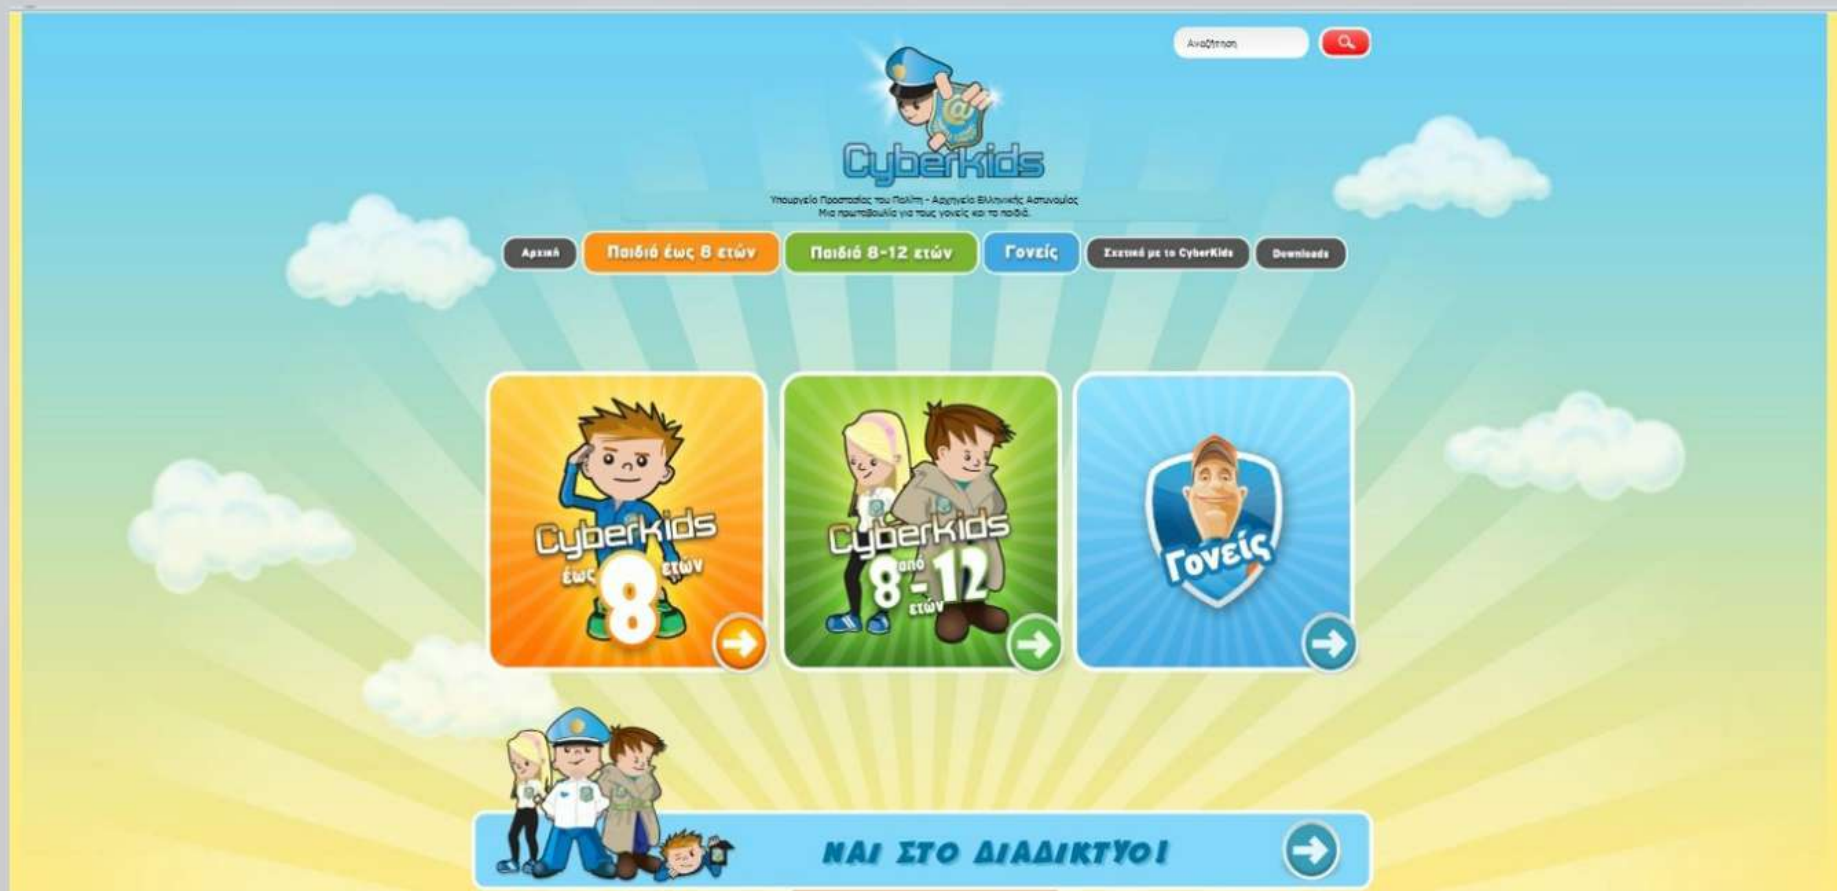 Αναζήτηση
Cyberkids
Υπουργείο Προστασίας του Πολίτη - Αρχηγείο Ελληνικής Αστυνομίας
Μια πρωτοβουλία για τους γονείς και τα παιδιά.
Αρχική
Παιδιά έως 8 ετών
Παιδιά 8-12 ετών
Γονείς
Σχετικά με το CyberKids
Downloads
Cyberkids
έως 8 ετών
Cyberkids
από
8-12
ετών
Γονείς
ΝΑΙ ΣΤΟ ΔΙΑΔΙΚΤΥΟ!